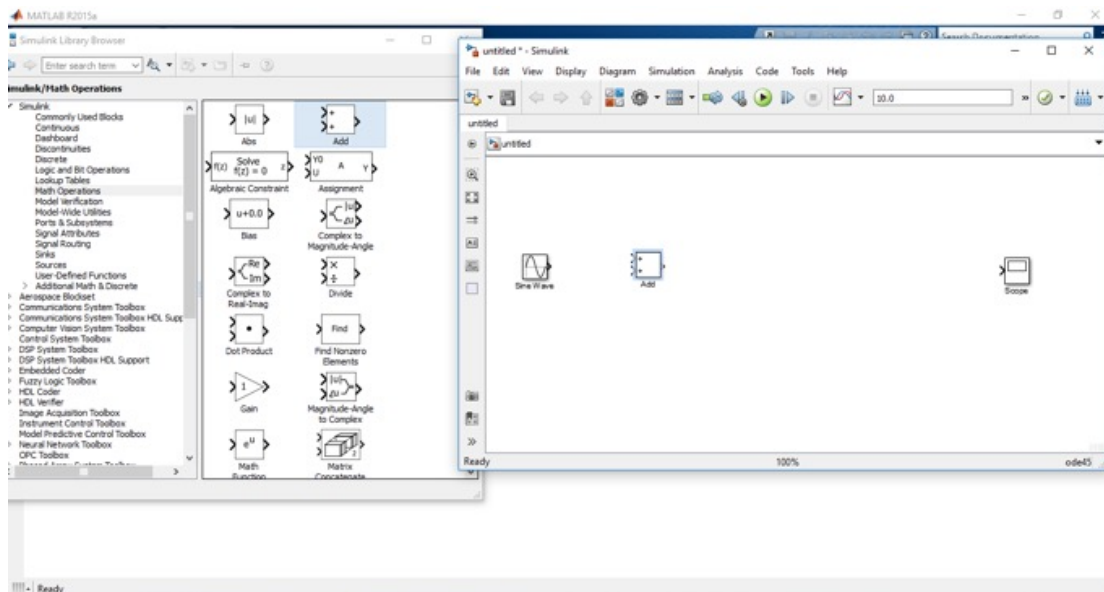 MATLAB R2015a
Simulink Library Browser
Enter search term
Simulink/Math Operations
Simulink
Commonly Used Blocks
Continuous
Dashboard
Discontinuities
Discrete
Logic and Bit Operations
Lookup Tables
Math Operations
Model Verification
Model-Wide Utilities
Ports & Subsystems
Signal Attributes
Signal Routing
Sinks
Sources
User-Defined Functions
Additional Math & Discrete
Aerospace Blockset
Communications System Toolbox
Communications System Toolbox HDL Supp
Computer Vision System Toolbox
Control System Toolbox
DSP System Toolbox
DSP System Toolbox HDL Support
Embedded Coder
Fuzzy Logic Toolbox
HDL Coder
HDL Verifier
Image Acquisition Toolbox
Instrument Control Toolbox
Model Predictive Control Toolbox
Neural Network Toolbox
OPC Toolbox
Phased Array System Toolbox
|u|
Abs
+
+
Add
f(z) Solve f(z) = 0 z
Algebraic Constraint
Y0 U A Y
Assignment
u+0.0
Bias
|u|
∠u
Complex to
Magnitude-Angle
Re
Im
Complex to
Real-Imag
×
÷
Divide
Dot Product
Find
Find Nonzero
Elements
1
Gain
|u|
∠u
Magnitude-Angle
to Complex
e^u
Math
Function
2
Matrix
Concatenate
Search Documentation
untitled * - Simulink
File Edit View Display Diagram Simulation Analysis Code Tools Help
10.0
untitled
untitled
Sine Wave
+
+
Add
Scope
Ready 100% ode45
Ready